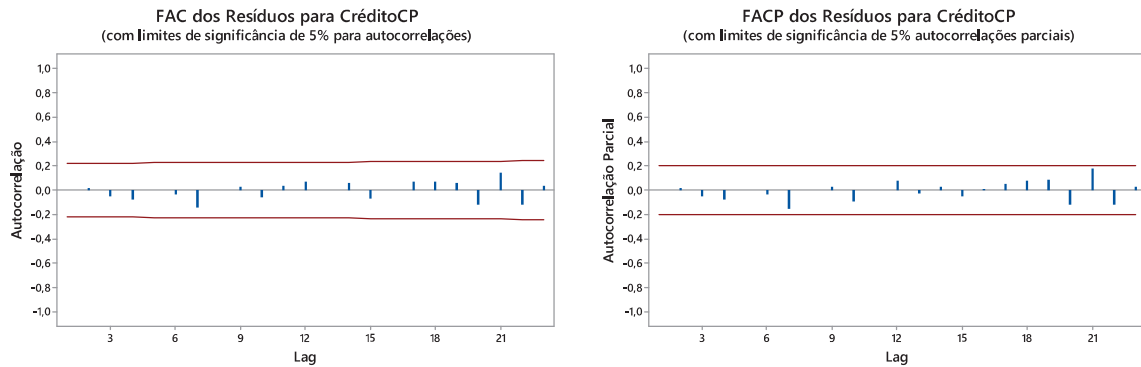 FAC dos Resíduos para CréditoCP
(com limites de significância de 5% para autocorrelações)
Autocorrelação
1,0
0,8
0,6
0,4
0,2
0,0
-0,2
-0,4
-0,6
-0,8
-1,0
3 6 9 12 15 18 21
Lag
FACP dos Resíduos para CréditoCP
(com limites de significância de 5% autocorrelações parciais)
Autocorrelação Parcial
1,0
0,8
0,6
0,4
0,2
0,0
-0,2
-0,4
-0,6
-0,8
-1,0
3 6 9 12 15 18 21
Lag